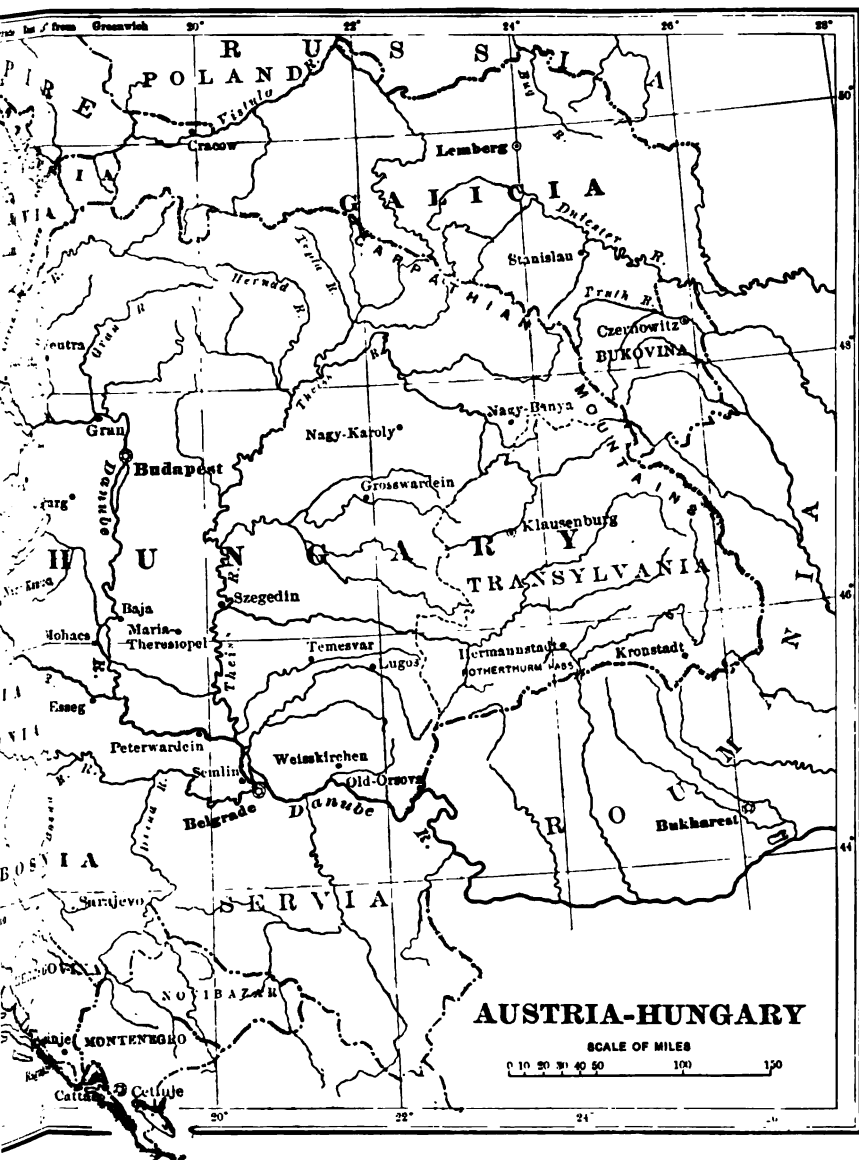 from Greenwich 20° 22° 24° 26° 28°
RUSSIA
POLAND
Vistula R.
50
Cracow
Lemberg
Bug R.
GALICIA
Dniester R.
Stanislau
CARPATHIAN MOUNTAINS
Hernad R.
Pruth R.
Czernowitz
BUKOVINA
48
Theiss R.
Gran
Nagy-Karoly
Nagy-Banya
Budapest
Danube R.
Grosswardein
Klausenburg
HUNGARY
TRANSYLVANIA
46
Szegedin
Baja
Mohacs
Maria-
Theresiopel
Theiss R.
Temesvar
Lugos
Hermannstadt
ROTHERTHURM PASS
Kronstadt
Esseg
Peterwardein
Semlin
Weisskirchen
Old-Orsova
Belgrade
Danube R.
ROUMANIA
Bukharest
44
BOSNIA
Sarajevo
SERVIA
NOVIBAZAR
MONTENEGRO
Cettinje
AUSTRIA-HUNGARY
SCALE OF MILES
0 10 20 30 40 50 100 150
20° 22° 24°